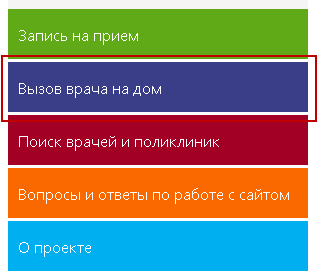 Запись на прием
Вызов врача на дом
Поиск врачей и поликлиник
Вопросы и ответы по работе с сайтом
О проекте